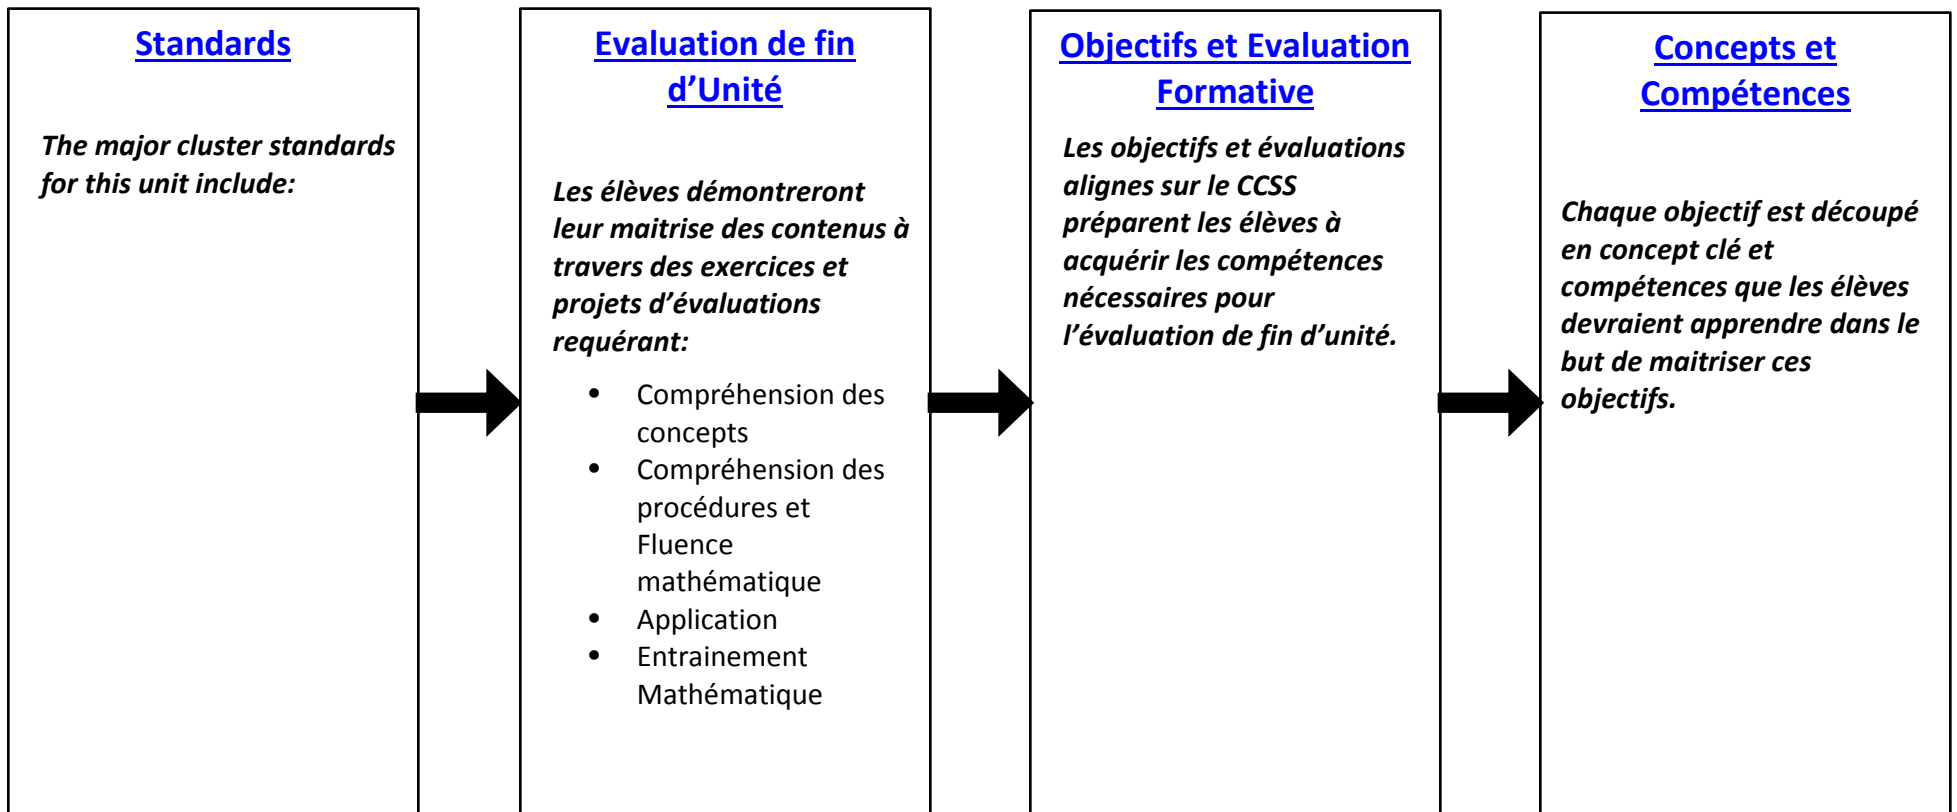 Standards
The major cluster standards
for this unit include:
Evaluation de fin
d’Unité
Les élèves démontreront
leur maitrise des contenus à
travers des exercices et
projets d’évaluations
requérant:
• Compréhension des
concepts
• Compréhension des
procédures et
Fluence
mathématique
• Application
• Entrainement
Mathématique
Objectifs et Evaluation
Formative
Les objectifs et évaluations
alignes sur le CCSS
préparent les élèves à
acquérir les compétences
nécessaires pour
l’évaluation de fin d’unité.
Concepts et
Compétences
Chaque objectif est découpé
en concept clé et
compétences que les élèves
devraient apprendre dans le
but de maitriser ces
objectifs.